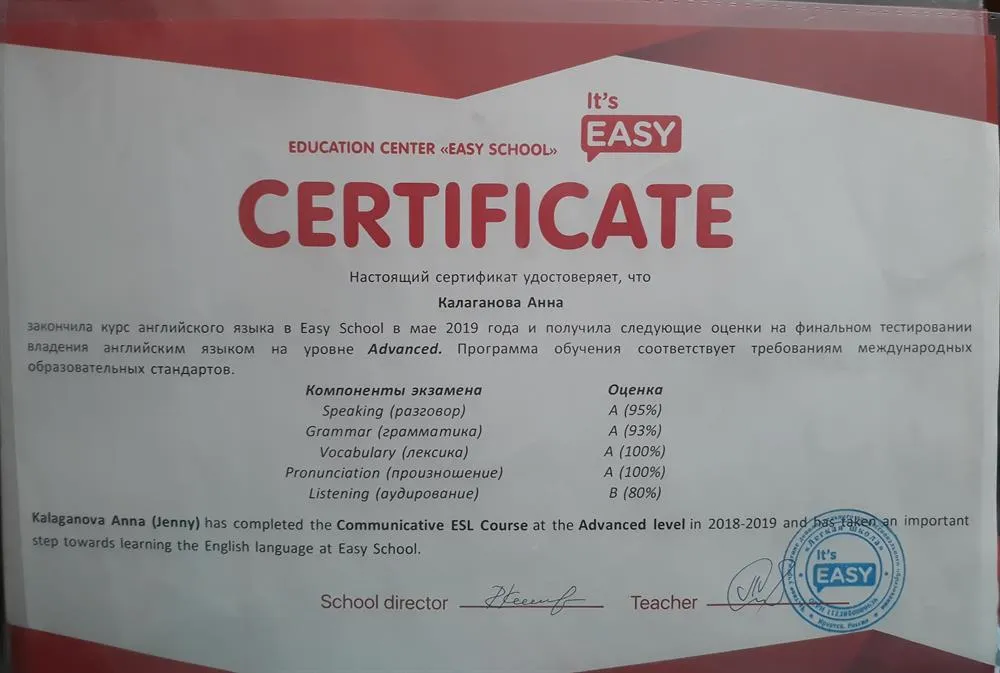 It's
EASY
EDUCATION CENTER «EASY SCHOOL»
CERTIFICATE
Настоящий сертификат удостоверяет, что
Калаганова Анна
закончила курс английского языка в Easy School в мае 2019 года и получила следующие оценки на финальном тестировании
владения английским языком на уровне Advanced. Программа обучения соответствует требованиям международных
образовательных стандартов.
Компоненты экзамена Оценка
Speaking (разговор) A (95%)
Grammar (грамматика) A (93%)
Vocabulary (лексика) A (100%)
Pronunciation (произношение) A (100%)
Listening (аудирование) B (80%)
Kalaganova Anna (Jenny) has completed the Communicative ESL Course at the Advanced level in 2018-2019 and has taken an important
step towards learning the English language at Easy School.
School director Teacher
«Легкая Школа»
It's
EASY
г. Иркутск, Россия